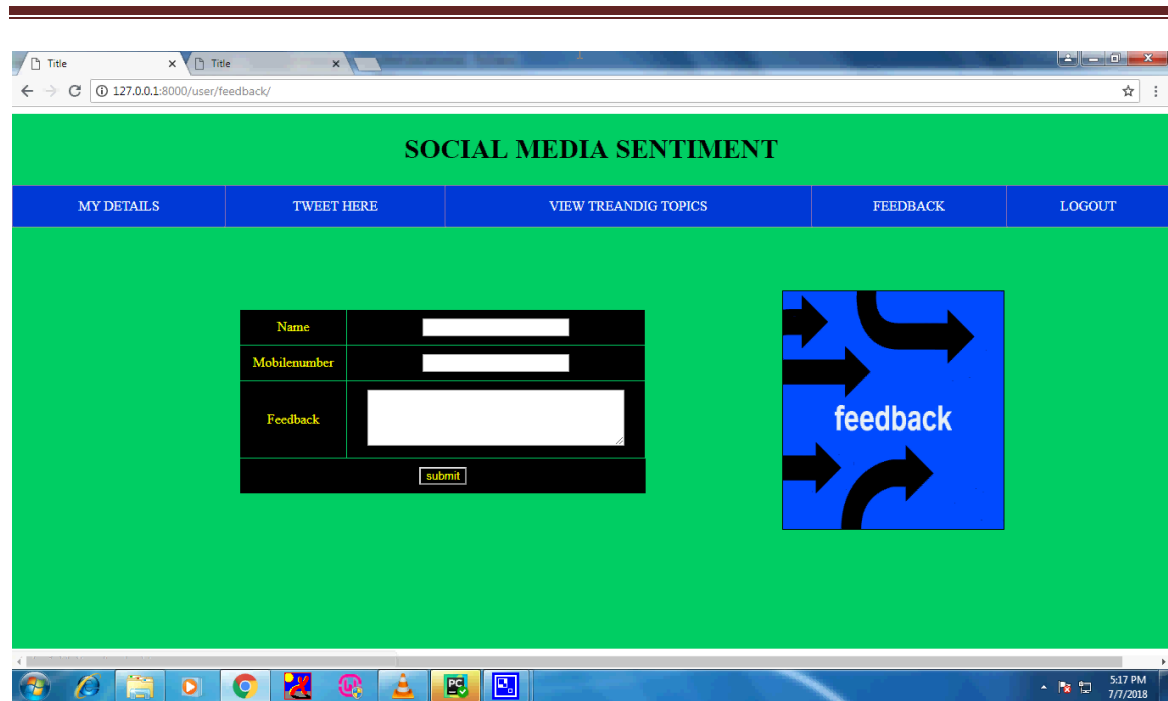 Title
Title
127.0.0.1:8000/user/feedback/
SOCIAL MEDIA SENTIMENT
MY DETAILS TWEET HERE VIEW TREANDIG TOPICS FEEDBACK LOGOUT
Name
Mobilenumber
Feedback
submit
feedback
PC
5:17 PM
7/7/2018